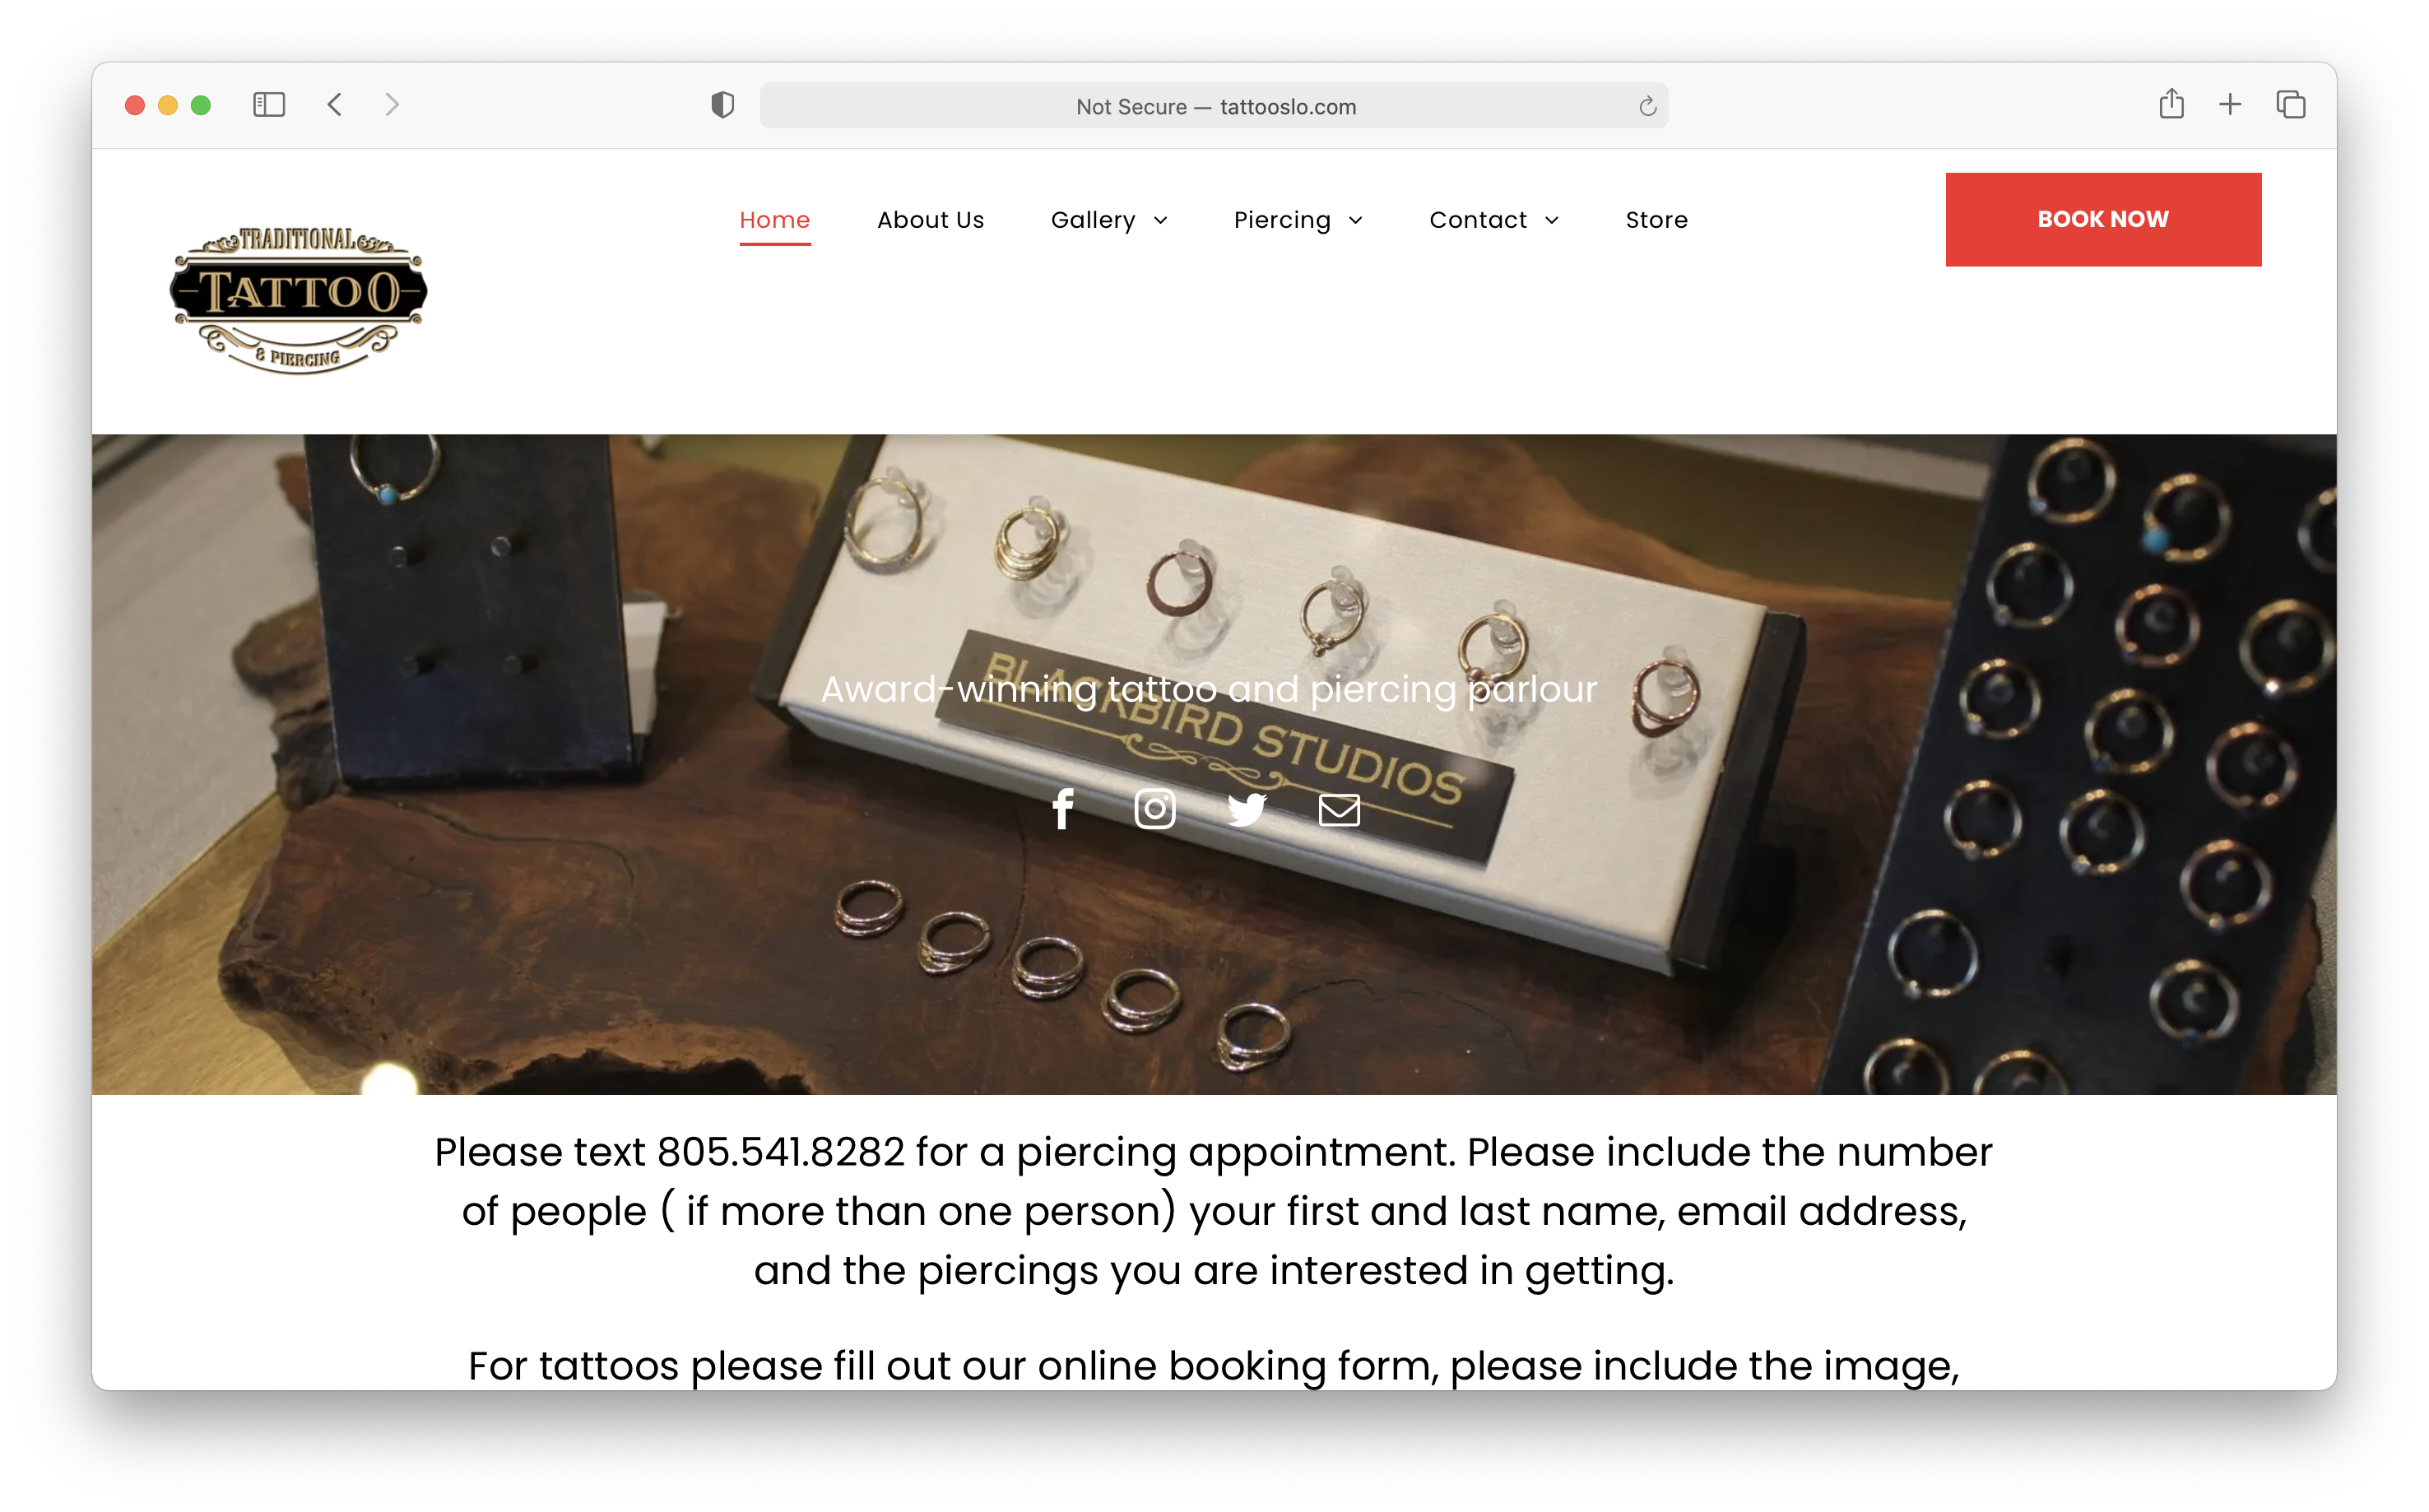 Not Secure — tattooslo.com
Home About Us Gallery Piercing Contact Store
BOOK NOW
TRADITIONAL
TATTOO
& PIERCING
Award-winning tattoo and piercing parlour
BLACKBIRD STUDIOS
Please text 805.541.8282 for a piercing appointment. Please include the number
of people ( if more than one person) your first and last name, email address,
and the piercings you are interested in getting.
For tattoos please fill out our online booking form, please include the image,